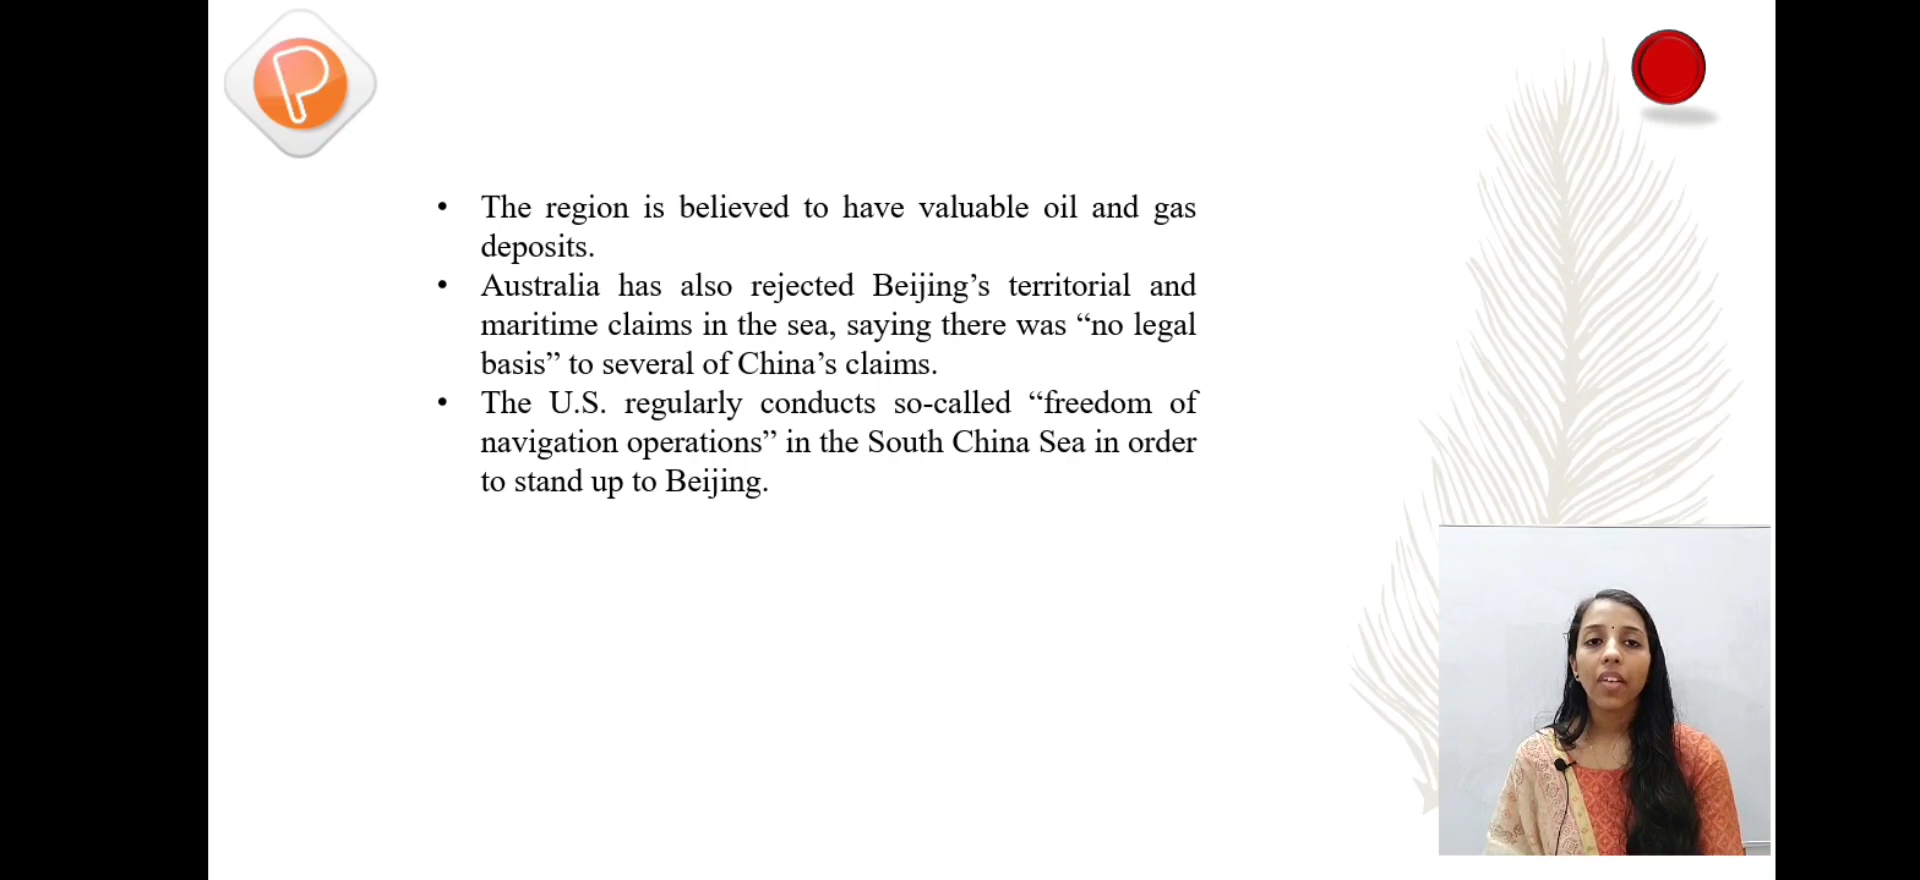 • The region is believed to have valuable oil and gas
deposits.
• Australia has also rejected Beijing’s territorial and
maritime claims in the sea, saying there was “no legal
basis” to several of China’s claims.
• The U.S. regularly conducts so-called “freedom of
navigation operations” in the South China Sea in order
to stand up to Beijing.